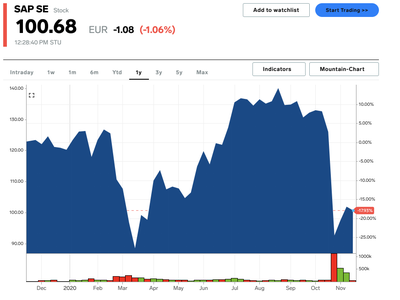 SAP SE Stock
Add to watchlist
Start Trading >>
100.68 EUR -1.08 (-1.06%)
12:28:40 PM STU
Intraday 1w 1m 6m Ytd 1y 3y 5y Max
Indicators
Mountain-Chart
140.00
130.00
120.00
110.00
100.00
90.00
10.00%
5.00%
0.00%
-5.00%
-10.00%
-15.00%
-20.00%
-25.00%
1000k
500k
Dec 2020 Feb Mar Apr May Jun Jul Aug Sep Oct Nov